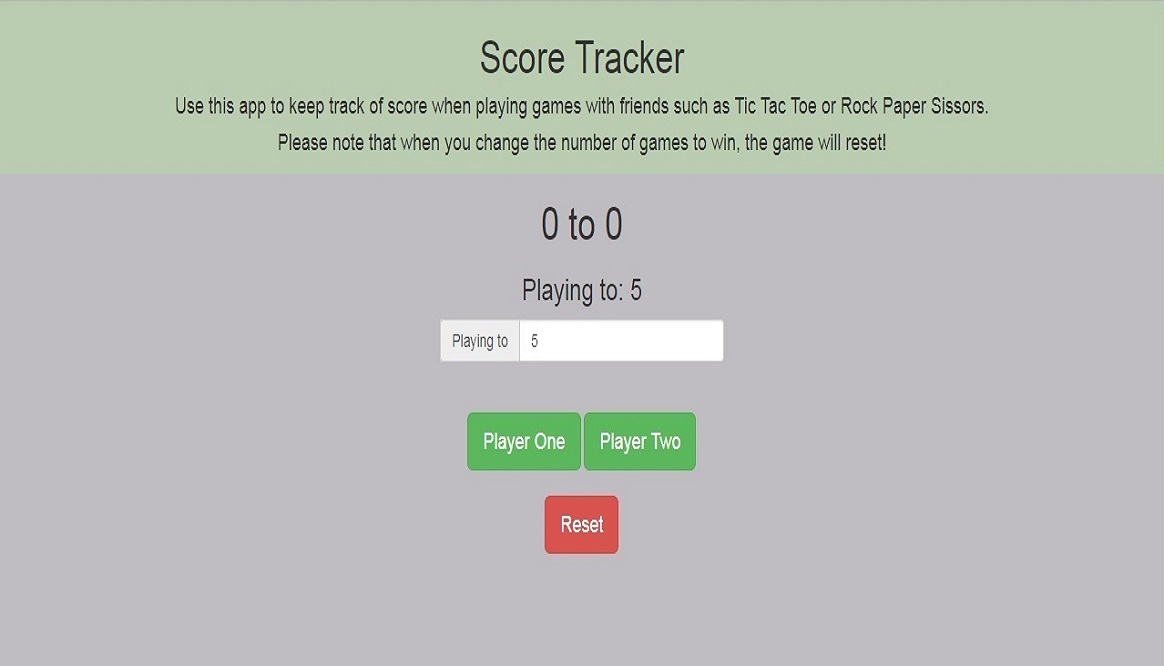 Score Tracker
Use this app to keep track of score when playing games with friends such as Tic Tac Toe or Rock Paper Sissors.
Please note that when you change the number of games to win, the game will reset!
0 to 0
Playing to: 5
Playing to 5
Player One Player Two
Reset